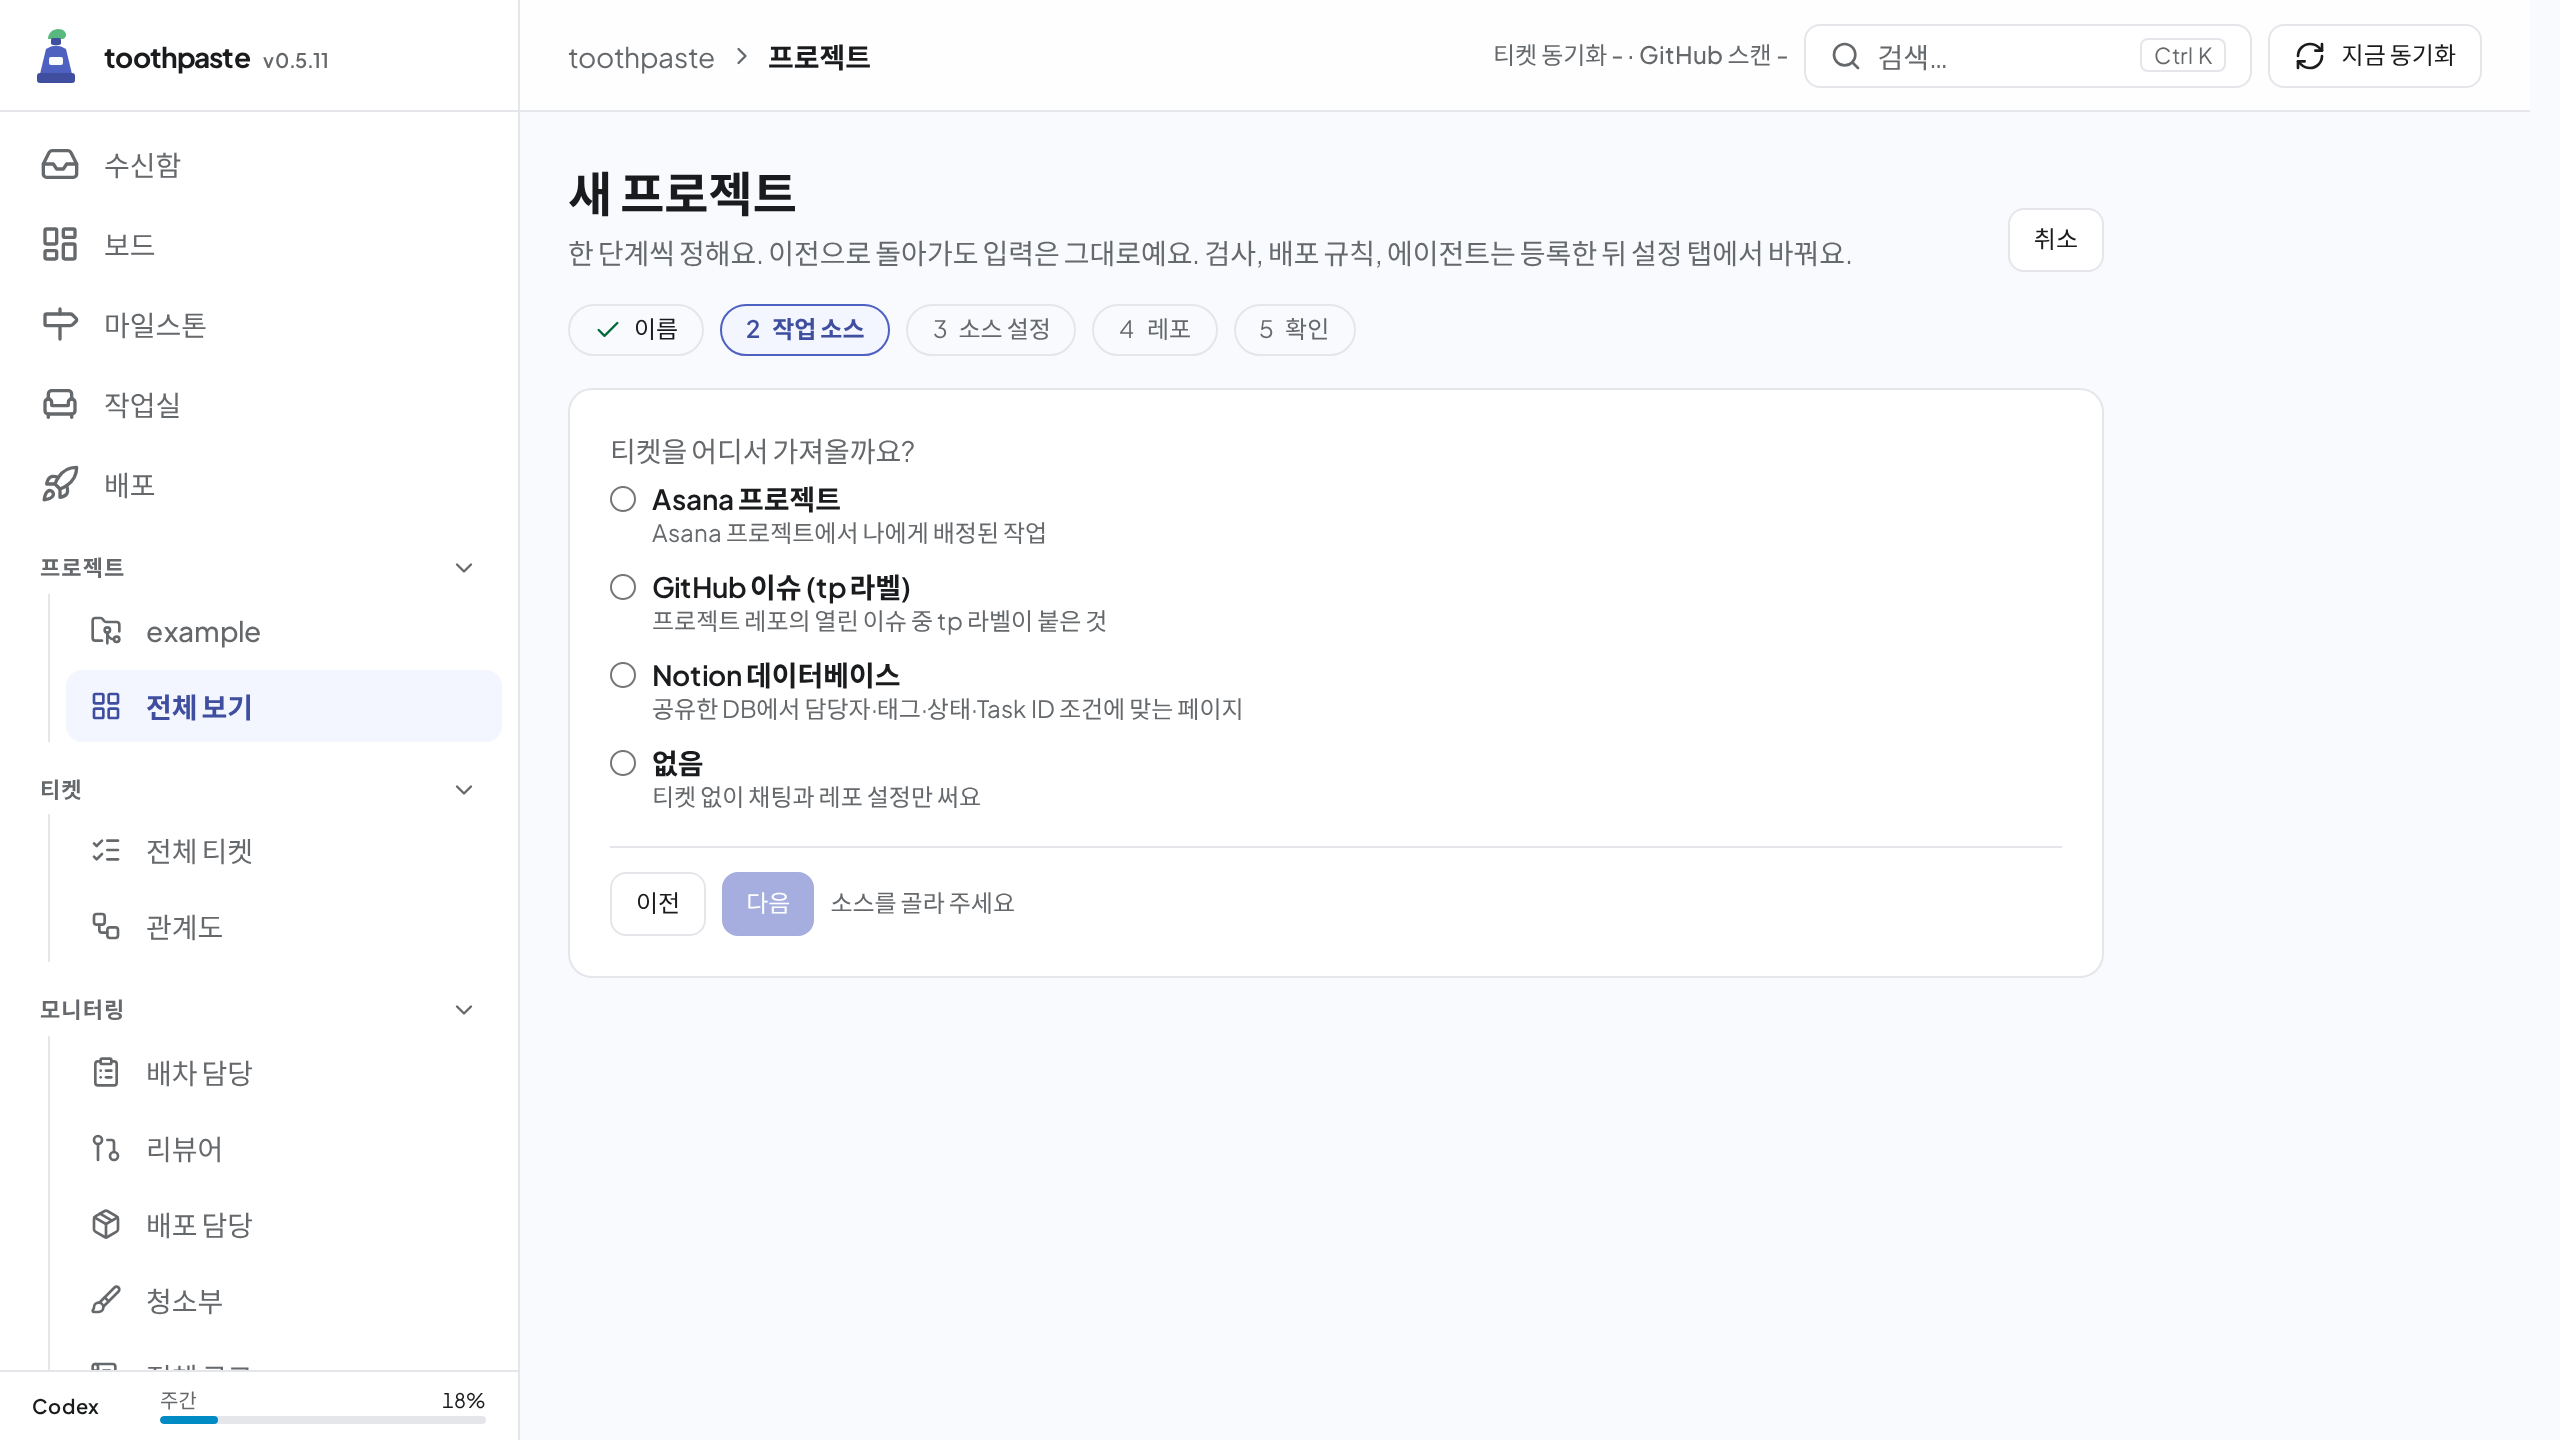 toothpaste v0.5.11
toothpaste > 프로젝트
티켓 동기화 - · GitHub 스캔 -
검색...
Ctrl K
지금 동기화
수신함
보드
마일스톤
작업실
배포
프로젝트
example
전체 보기
티켓
전체 티켓
관계도
모니터링
배차 담당
리뷰어
배포 담당
청소부
Codex
주간
18%
새 프로젝트
한 단계씩 정해요. 이전으로 돌아가도 입력은 그대로예요. 검사, 배포 규칙, 에이전트는 등록한 뒤 설정 탭에서 바꿔요.
취소
이름
2 작업 소스
3 소스 설정
4 레포
5 확인
티켓을 어디서 가져올까요?
Asana 프로젝트
Asana 프로젝트에서 나에게 배정된 작업
GitHub 이슈 (tp 라벨)
프로젝트 레포의 열린 이슈 중 tp 라벨이 붙은 것
Notion 데이터베이스
공유한 DB에서 담당자·태그·상태·Task ID 조건에 맞는 페이지
없음
티켓 없이 채팅과 레포 설정만 써요
이전
다음
소스를 골라 주세요